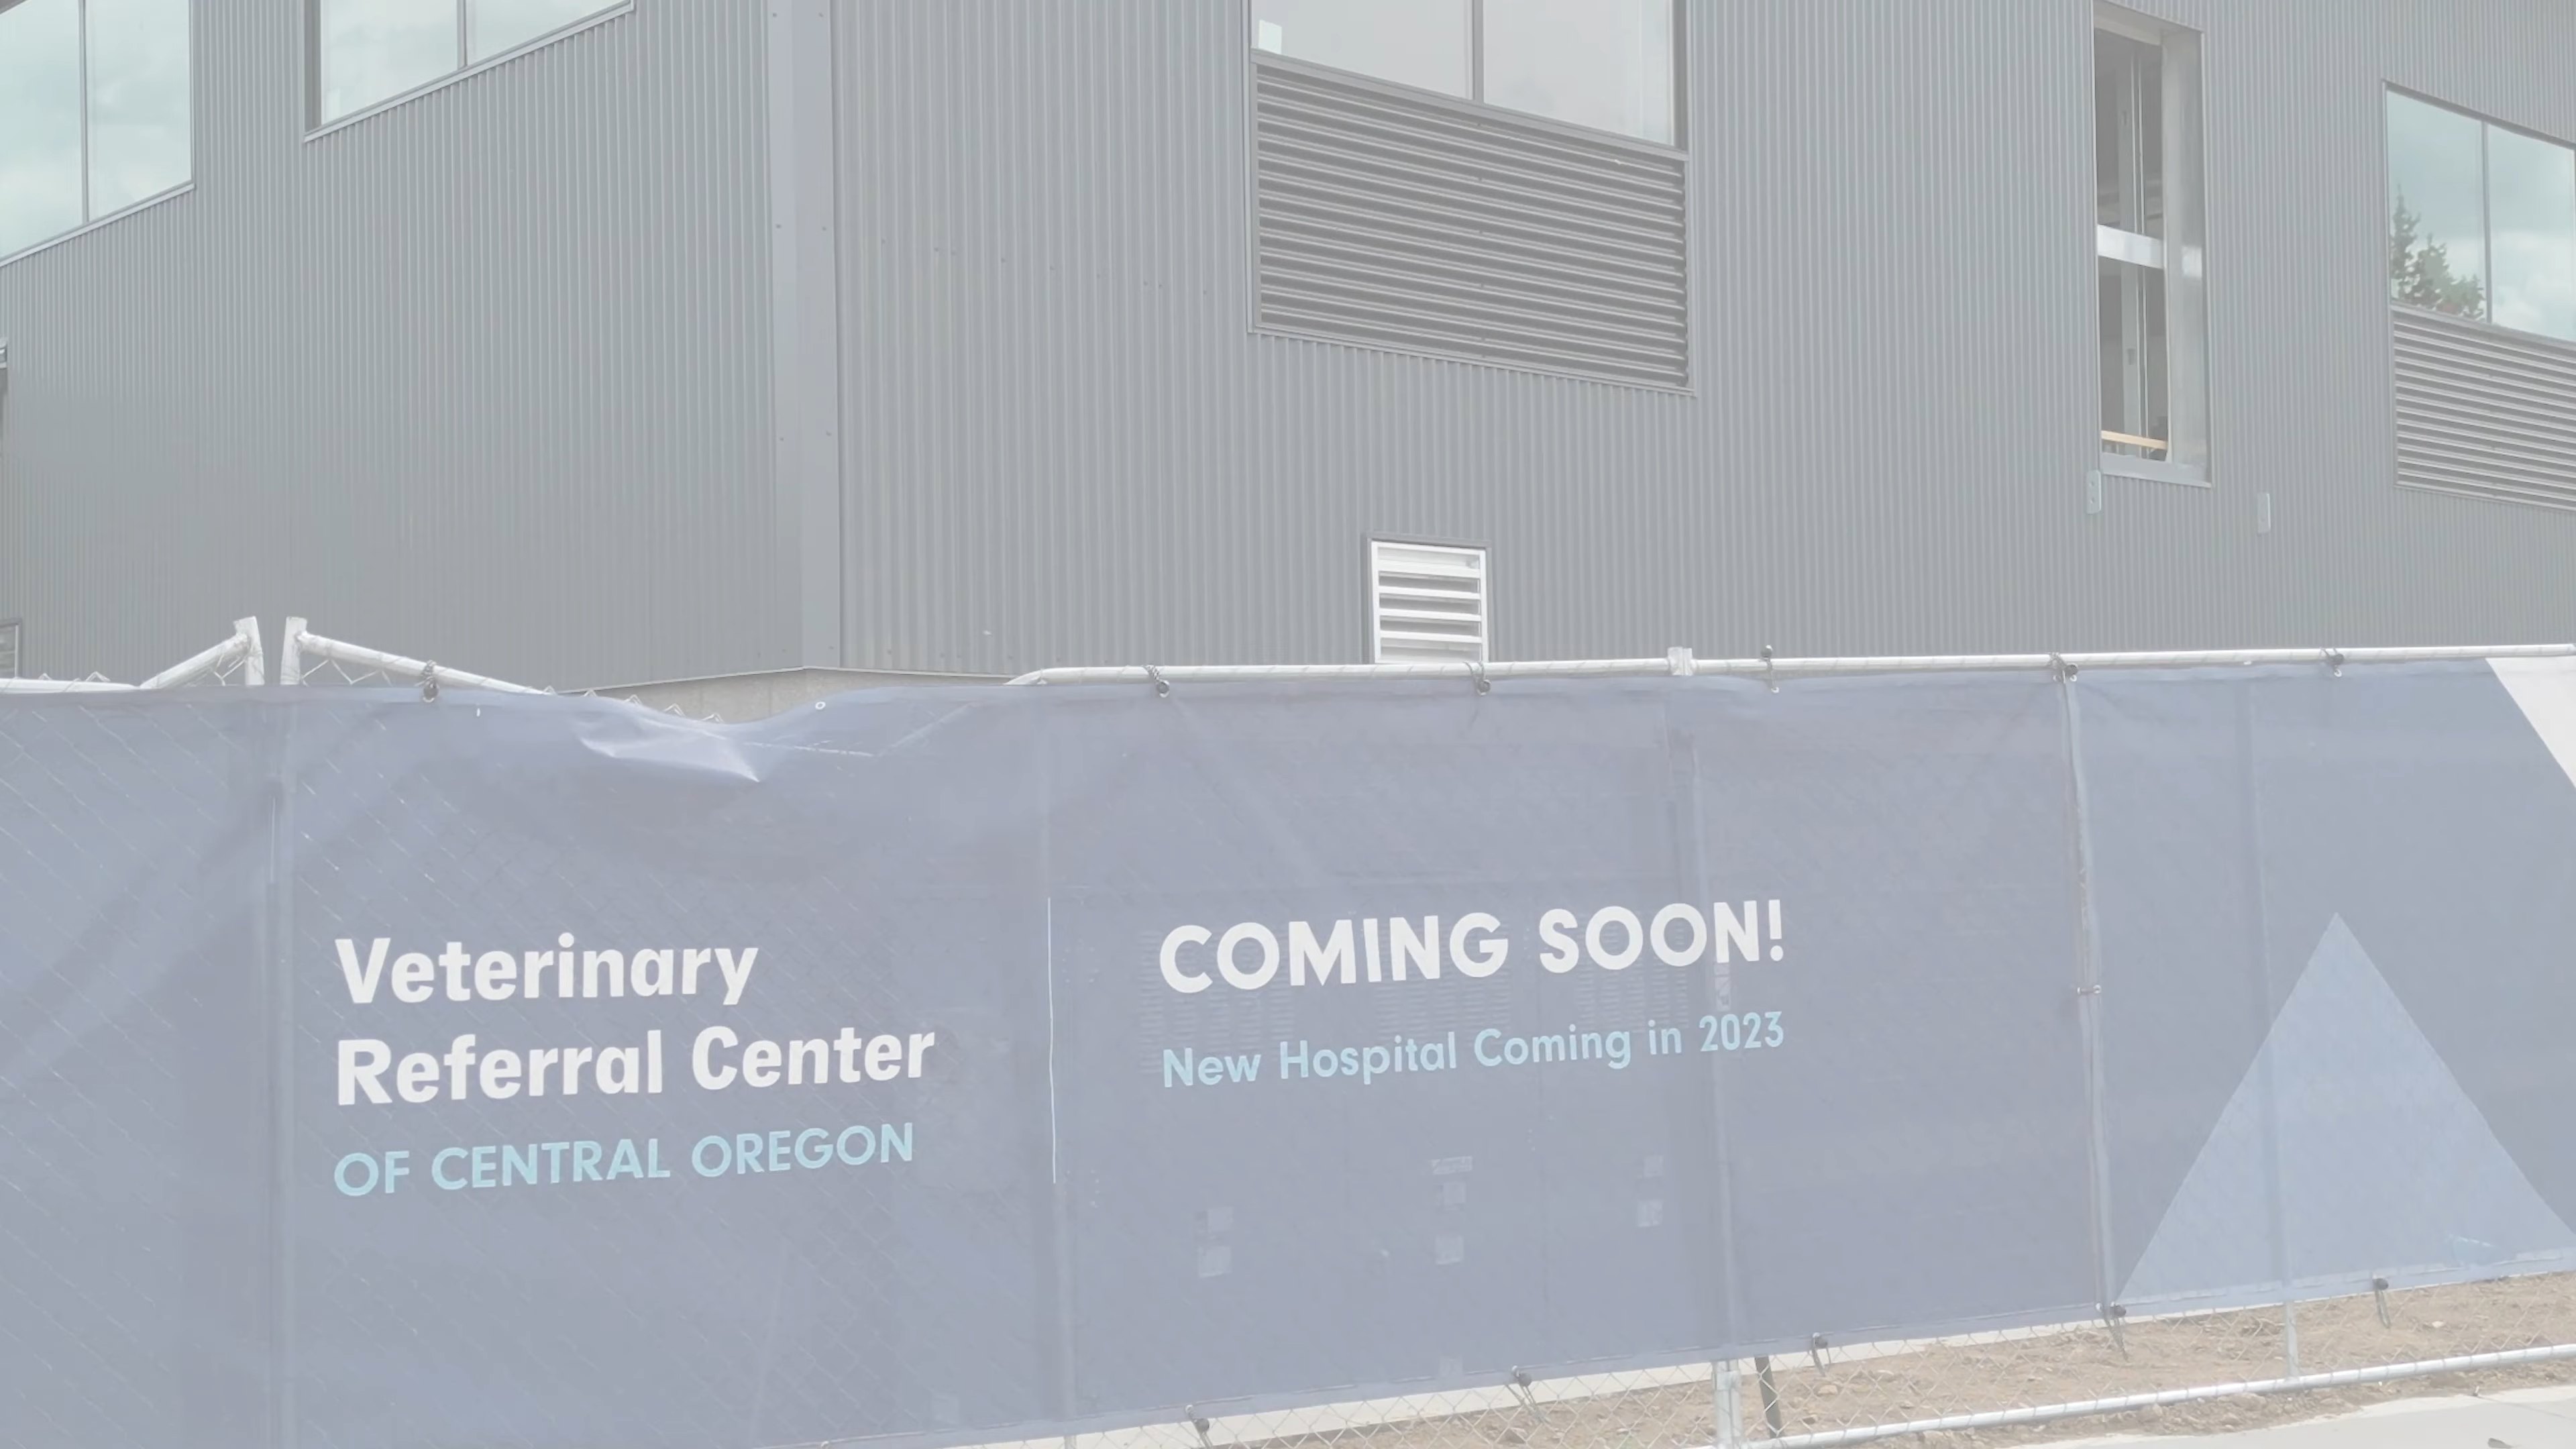 Veterinary
Referral Center
OF CENTRAL OREGON
COMING SOON!
New Hospital Coming in 2023